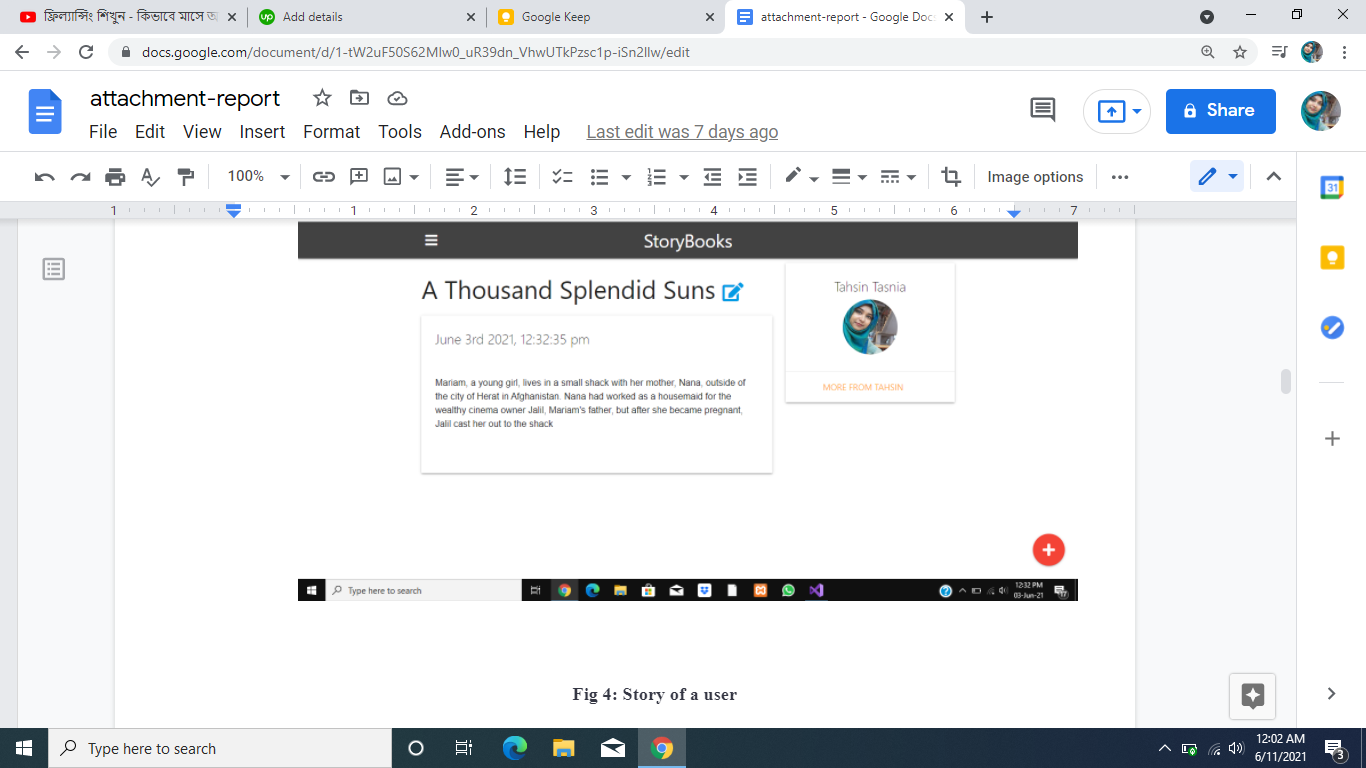 ফ্রিল্যান্সিং শিখুন - কিভাবে মাসে
Add details
Google Keep
attachment-report - Google Doc
docs.google.com/document/d/1-tW2uF50S62MIw0_uR39dn_VhwUTkPzsc1p-iSn2Ilw/edit
attachment-report
File Edit View Insert Format Tools Add-ons Help Last edit was 7 days ago
Share
100%
Image options
1 1 2 3 4 5 6 7
StoryBooks
A Thousand Splendid Suns
Tahsin Tasnia
June 3rd 2021, 12:32:35 pm
Mariam, a young girl, lives in a small shack with her mother, Nana, outside of
the city of Herat in Afghanistan. Nana had worked as a housemaid for the
wealthy cinema owner Jalil, Mariam's father, but after she became pregnant,
Jalil cast her out to the shack
MORE FROM TAHSIN
Type here to search
12:32 PM
03-Jun-21
17
Fig 4: Story of a user
Type here to search
12:02 AM
6/11/2021
3
31
up